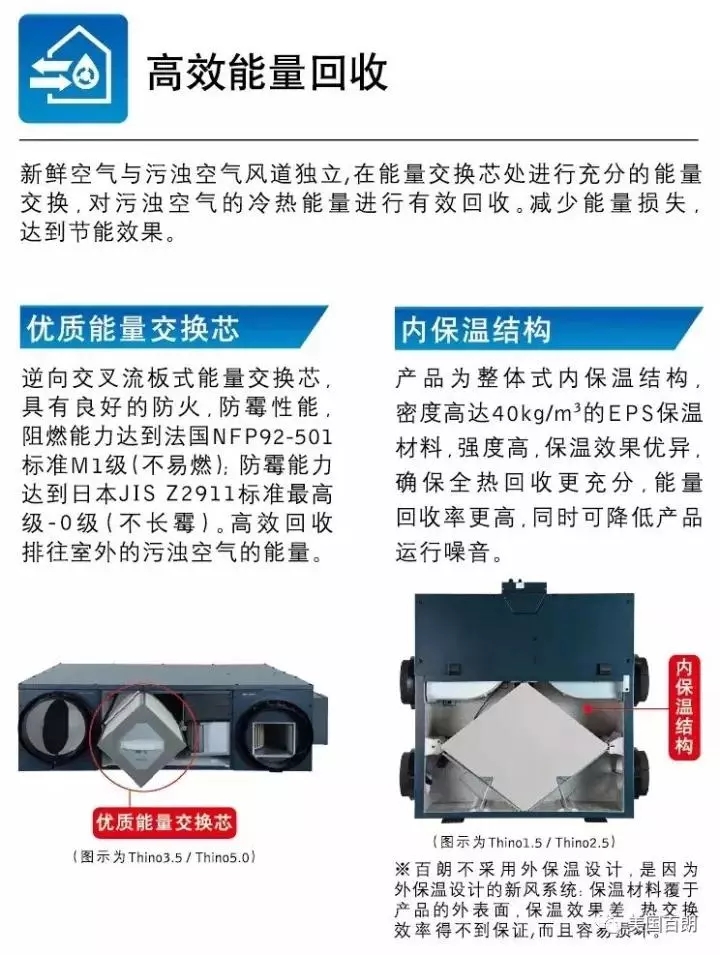 高效能量回收
新鲜空气与污浊空气风道独立,在能量交换芯处进行充分的能量
交换,对污浊空气的冷热能量进行有效回收。减少能量损失,
达到节能效果。
优质能量交换芯
逆向交叉流板式能量交换芯,
具有良好的防火,防霉性能,
阻燃能力达到法国NFP92-501
标准M1级(不易燃);防霉能力
达到日本JIS Z2911标准最高
级-0级(不长霉)。高效回收
排往室外的污浊空气的能量。
优质能量交换芯
(图示为Thino3.5 / Thino5.0)
内保温结构
产品为整体式内保温结构,
密度高达40kg/m³的EPS保温
材料,强度高,保温效果优异,
确保全热回收更充分,能量
回收率更高,同时可降低产品
运行噪音。
内保温结构
(图示为Thino1.5 / Thino2.5)
※百朗不采用外保温设计,是因为
外保温设计的新风系统:保温材料覆于
产品的外表面,保温效果差,热交换
效率得不到保证,而且容易损坏。
美国百朗